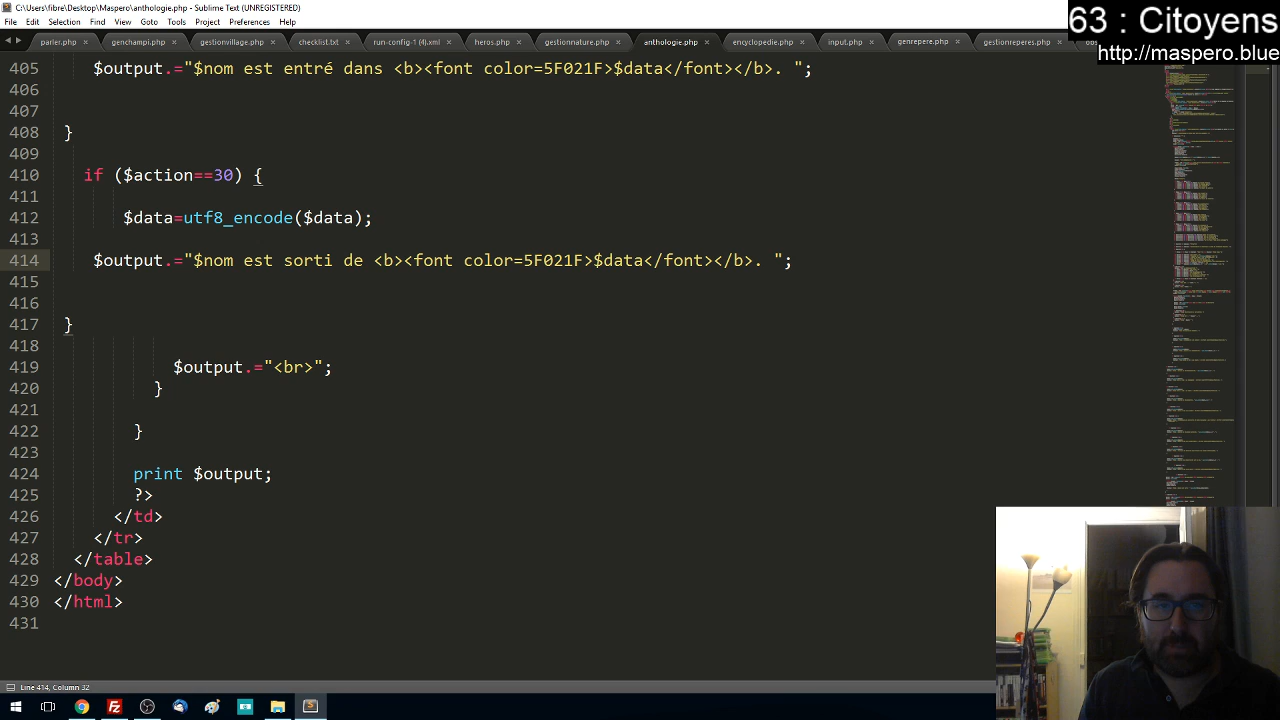 C:\Users\fibre\Desktop\Maspero\anthologie.php - Sublime Text (UNREGISTERED)
File Edit Selection Find View Goto Tools Project Preferences Help
63 : Citoyens
http://maspero.blue
parler.php × genchampi.php × gestionvillage.php × checklist.txt × run-config-1 (4).xml × heros.php × gestionnature.php × anthologie.php × encyclopedie.php × input.php × genrepere.php × gestionreperes.php ×
405 $output.="$nom est entré dans <b><font color=5F021F>$data</font></b>. ";
406
407
408 }
409
410 if ($action==30) {
411
412 $data=utf8_encode($data);
413
414 $output.="$nom est sorti de <b><font color=5F021F>$data</font></b>. ";
415
416
417 }
418
419 $output.="<br>";
420 }
421
422 }
423
424 print $output;
425 ?>
426 </td>
427 </tr>
428 </table>
429 </body>
430 </html>
431
Line 414, Column 32